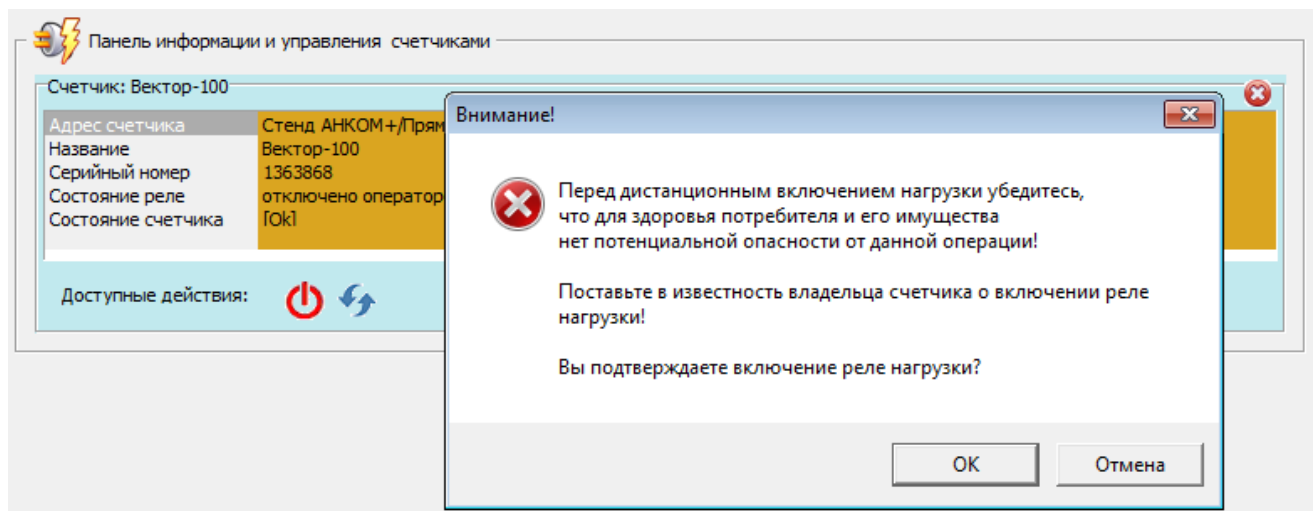 Панель информации и управления счетчиками
Счетчик: Вектор-100
Адрес счетчика Стенд АНКОМ+/Прям
Название Вектор-100
Серийный номер 1363868
Состояние реле отключено оператор
Состояние счетчика [Ok]
Доступные действия:
Внимание!
Перед дистанционным включением нагрузки убедитесь,
что для здоровья потребителя и его имущества
нет потенциальной опасности от данной операции!
Поставьте в известность владельца счетчика о включении реле
нагрузки!
Вы подтверждаете включение реле нагрузки?
ОК Отмена